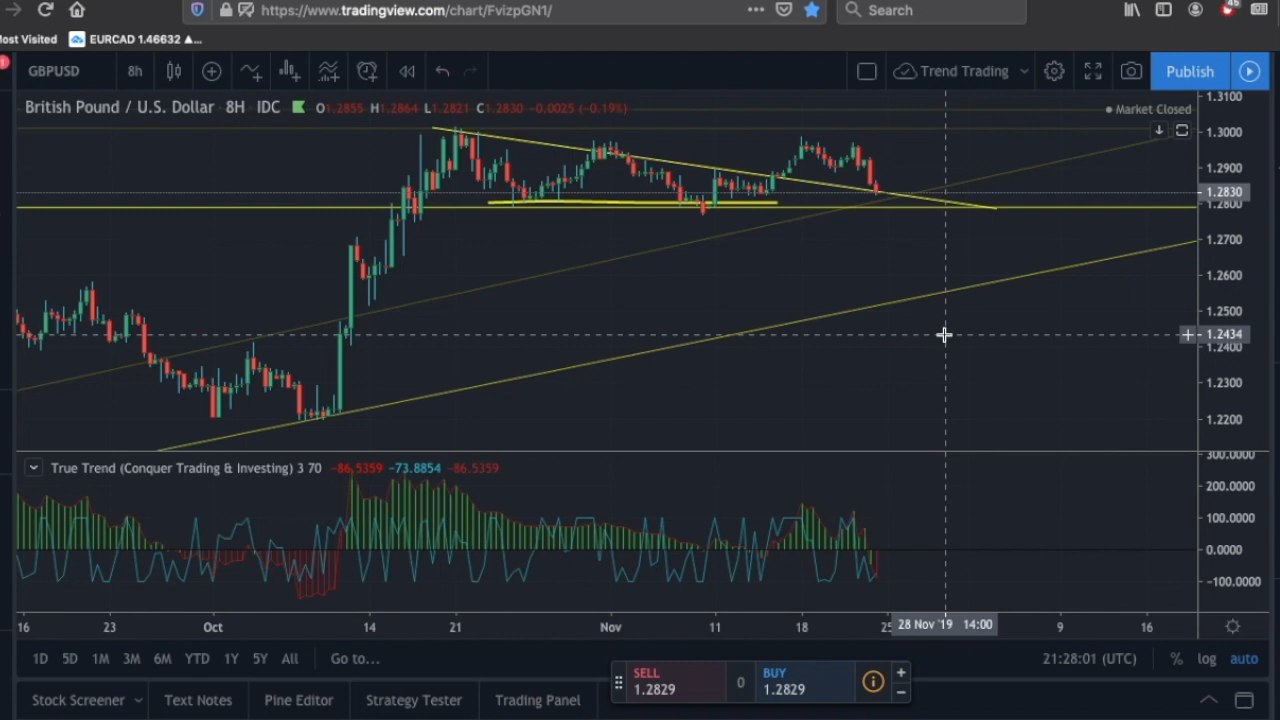 https://www.tradingview.com/chart/FvizpGN1/
Search
45
Most Visited EURCAD 1.46632 ▲...
GBPUSD 8h Trend Trading Publish
British Pound / U.S. Dollar 8H IDC O1.2855 H1.2864 L1.2821 C1.2830 −0.0025 (−0.19%)
Market Closed
1.3100
1.3000
1.2900
1.2830
1.2800
1.2700
1.2600
1.2500
1.2434
1.2400
1.2300
1.2200
True Trend (Conquer Trading & Investing) 3 70 −86.5359 −73.8854 −86.5359
300.0000
200.0000
100.0000
0.0000
−100.0000
16 23 Oct 14 21 Nov 11 18 25 28 Nov '19 14:00 9 16
1D 5D 1M 3M 6M YTD 1Y 5Y All Go to... 21:28:01 (UTC) % log auto
SELL
1.2829
0
BUY
1.2829
Stock Screener Text Notes Pine Editor Strategy Tester Trading Panel